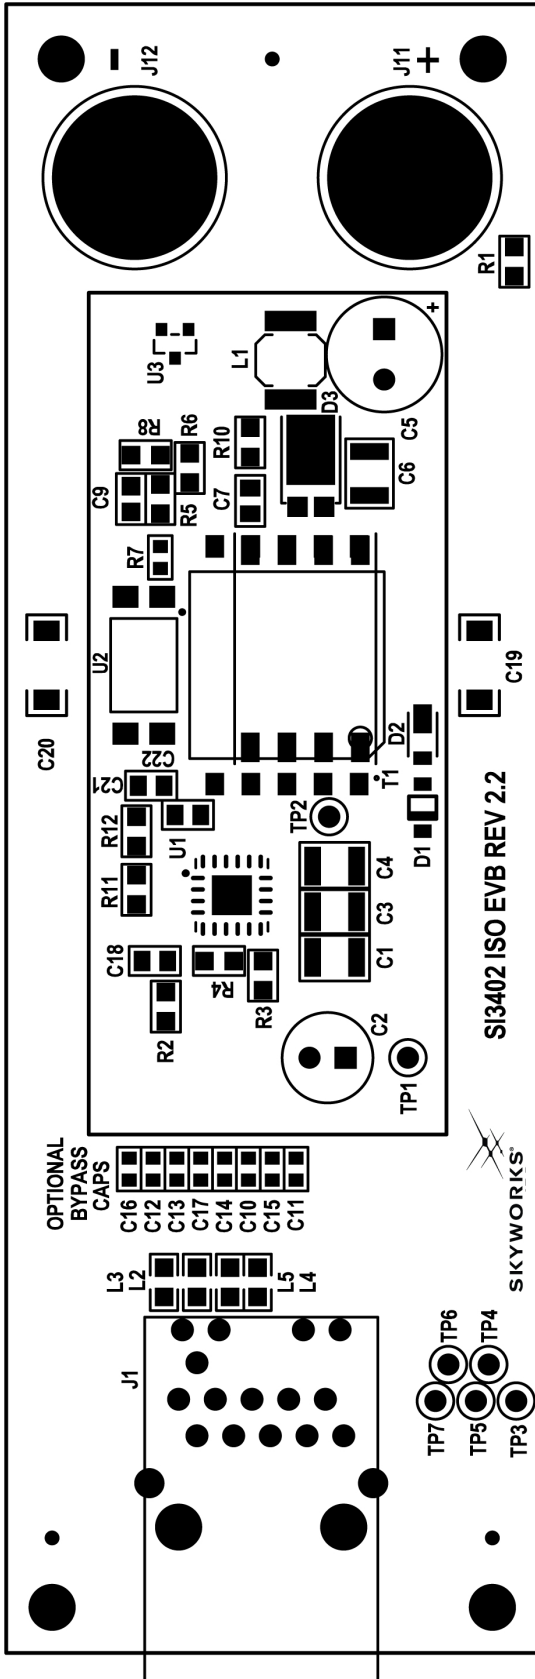 - J12
J11 +
R1
U3
L1
+
D3
C5
R8
R6
R10
C6
C9
R5
C7
R7
U2
C19
C20
C22
D2
C21
T1
TP2
R12
U1
D1
C4
R11
C3
SI3402 ISO EVB REV 2.2
C18
C1
R4
R3
R2
C2
TP1
OPTIONAL
BYPASS
CAPS
C16
C12
C13
C17
C14
C10
C15
C11
SKYWORKS®
L3
L2
L5
L4
J1
TP6
TP4
TP7
TP5
TP3